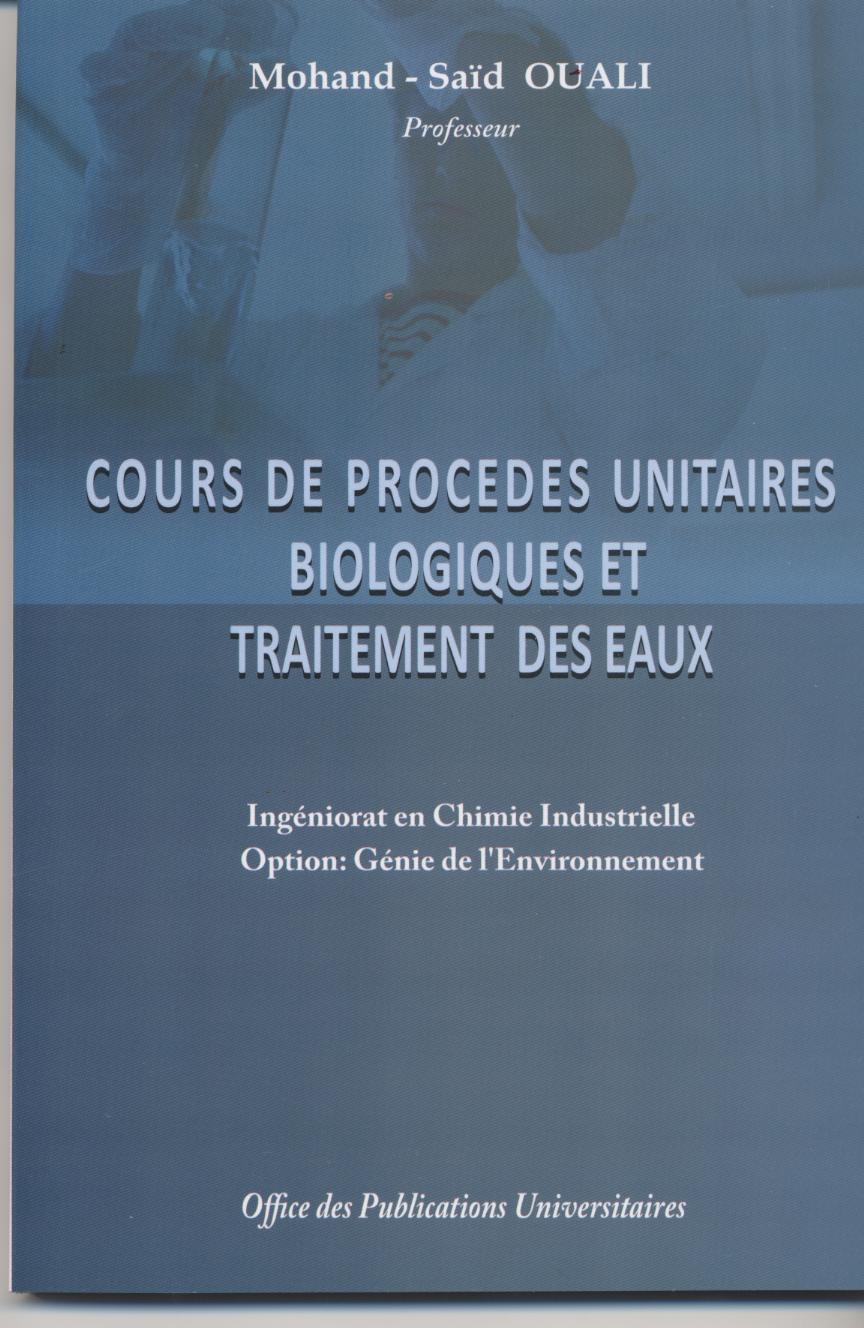 Mohand - Saïd OUALI
Professeur
COURS DE PROCEDES UNITAIRES
BIOLOGIQUES ET
TRAITEMENT DES EAUX
Ingéniorat en Chimie Industrielle
Option: Génie de l'Environnement
Office des Publications Universitaires